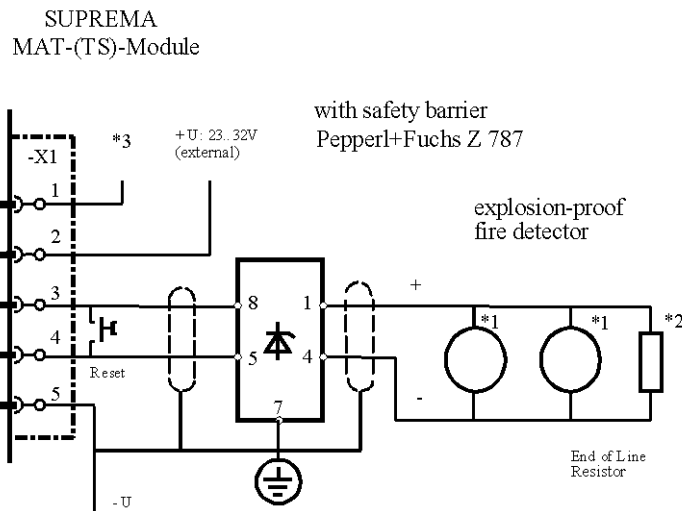 SUPREMA
MAT-(TS)-Module
with safety barrier
Pepperl+Fuchs Z 787
*3
+U: 23..32V
(external)
-X1
1
2
3
4
5
explosion-proof
fire detector
8
1
5
4
7
+
-
*1
*1
*2
Reset
End of Line
Resistor
-U